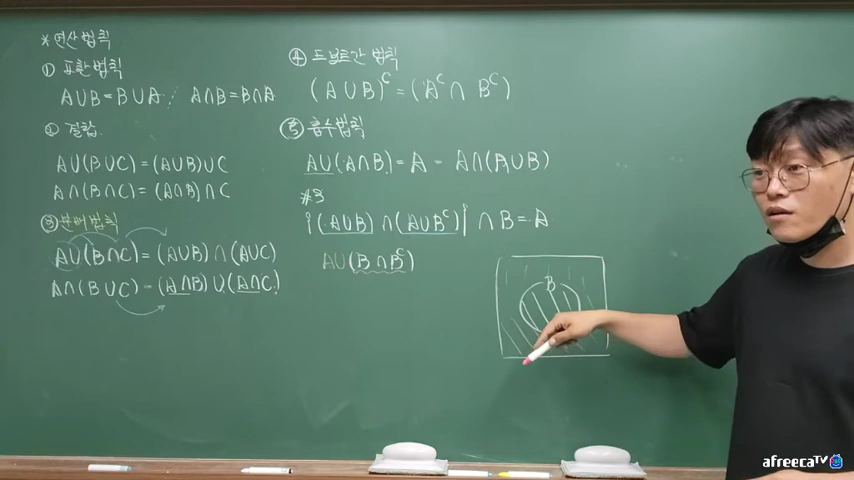 *연산법칙
① 교환법칙
A∪B=B∪A, A∩B=B∩A
② 결합.
A∪(B∪C)=(A∪B)∪C
A∩(B∩C)=(A∩B)∩C
③ 분배법칙
A∪(B∩C)=(A∪B)∩(A∪C)
A∩(B∪C)=(A∩B)∪(A∩C)
④ 드모르간 법칙
(A∪B)ᶜ=(Aᶜ∩Bᶜ)
⑤ 흡수법칙
A∪(A∩B)=A=A∩(A∪B)
#3
{(A∪B)∩(A∪Bᶜ)}∩B=A
A∪(B∩Bᶜ)
B
afreecaTV